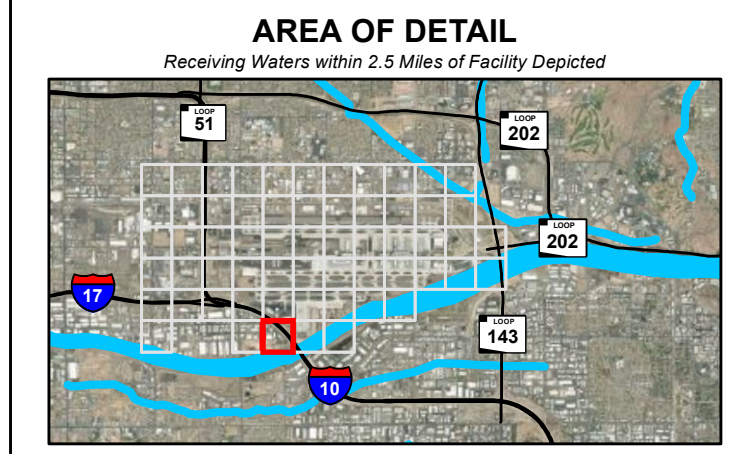 AREA OF DETAIL
Receiving Waters within 2.5 Miles of Facility Depicted
LOOP
51
LOOP
202
LOOP
202
17
LOOP
143
10